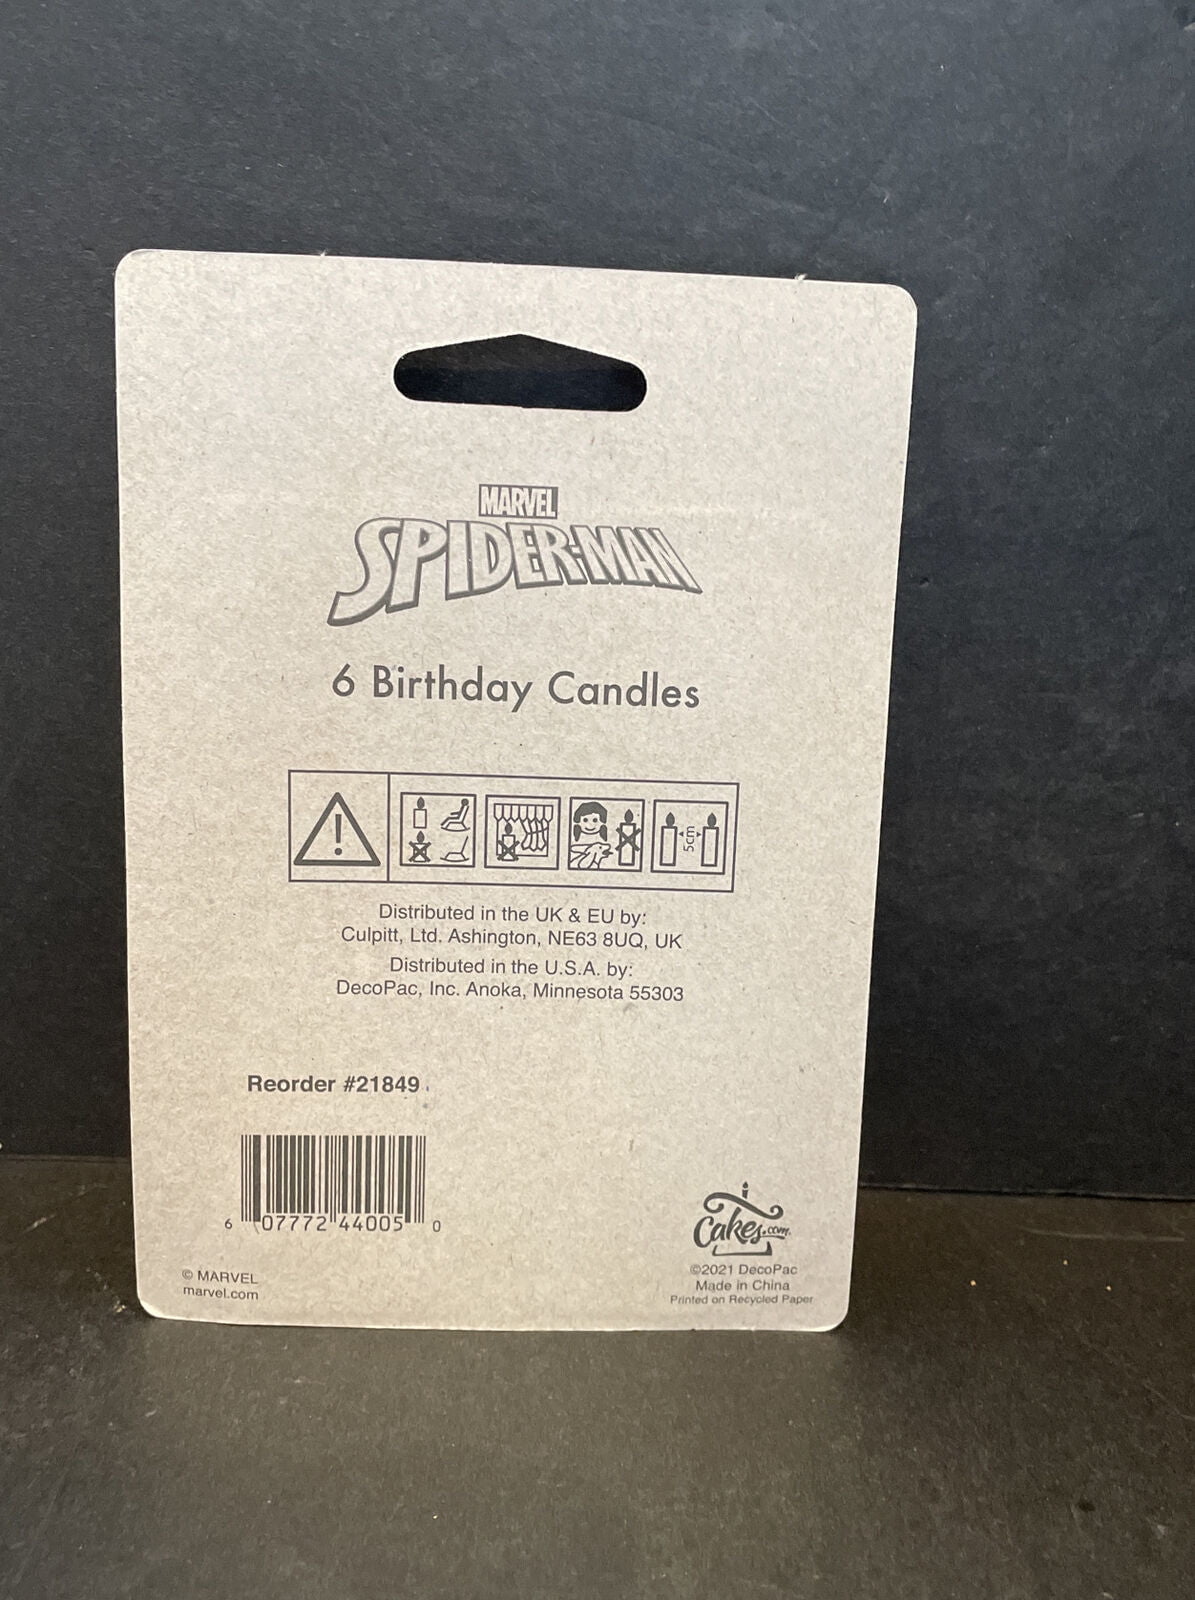 MARVEL
SPIDER-MAN
6 Birthday Candles
5cm
Distributed in the UK & EU by:
Culpitt, Ltd. Ashington, NE63 8UQ, UK
Distributed in the U.S.A. by:
DecoPac, Inc. Anoka, Minnesota 55303
Reorder #21849
6 07772 44005 0
Cakes.com
© MARVEL
marvel.com
©2021 DecoPac
Made in China
Printed on Recycled Paper